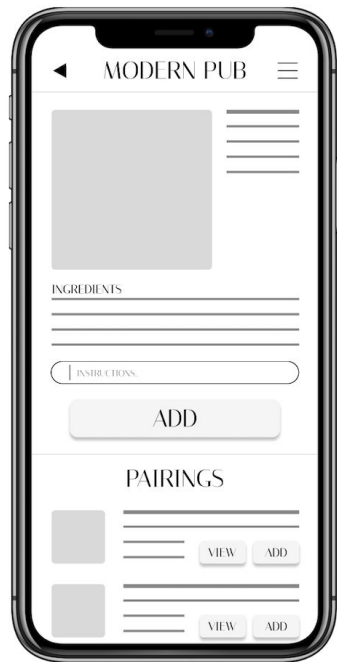 MODERN PUB
INGREDIENTS
INSTRUCTIONS.
ADD
PAIRINGS
VIEW ADD
VIEW ADD